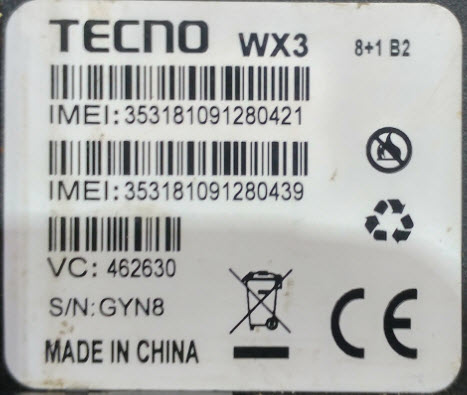 TECNO WX3 8+1 B2
IMEI:353181091280421
IMEI:353181091280439
VC: 462630
S/N:GYN8
MADE IN CHINA CE